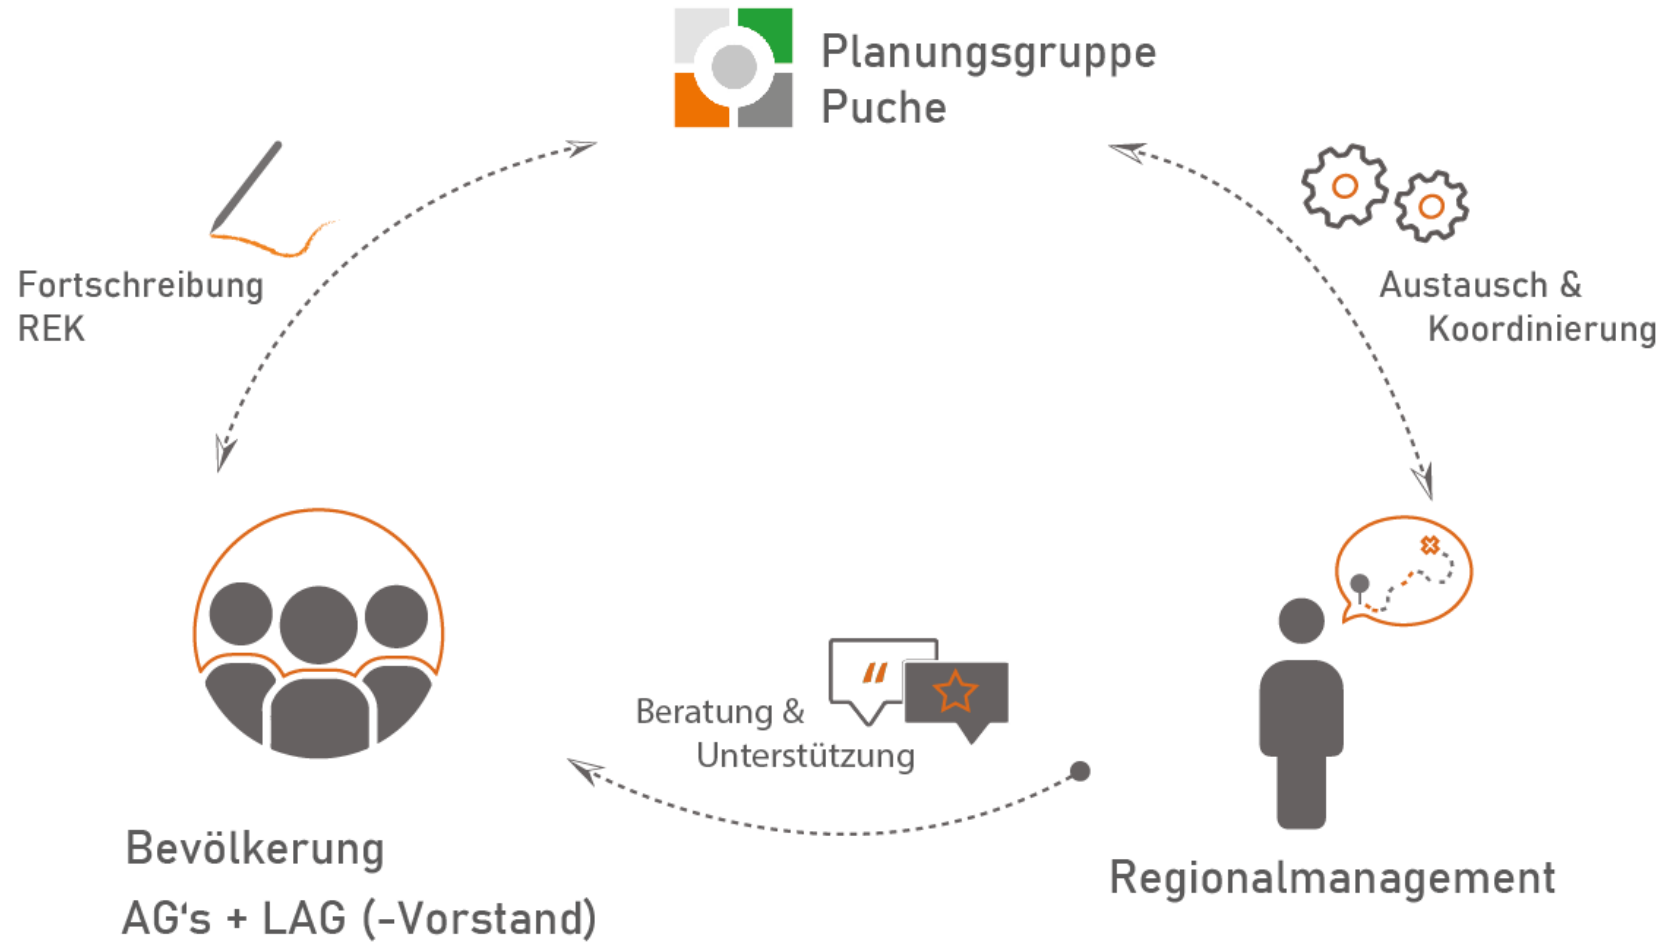 Planungsgruppe
Puche
Fortschreibung
REK
Austausch &
Koordinierung
Beratung &
Unterstützung
Bevölkerung
AG's + LAG (-Vorstand)
Regionalmanagement